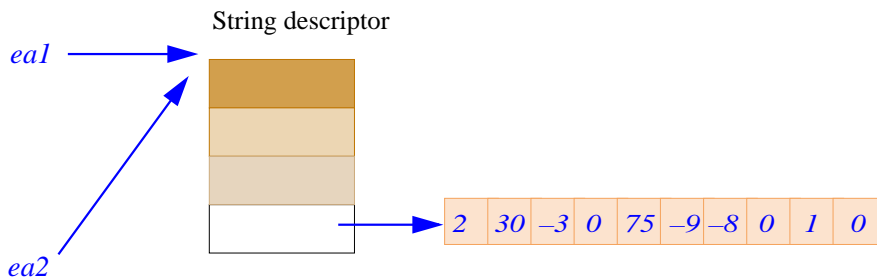 String descriptor
ea1
2 30 –3 0 75 –9 –8 0 1 0
ea2